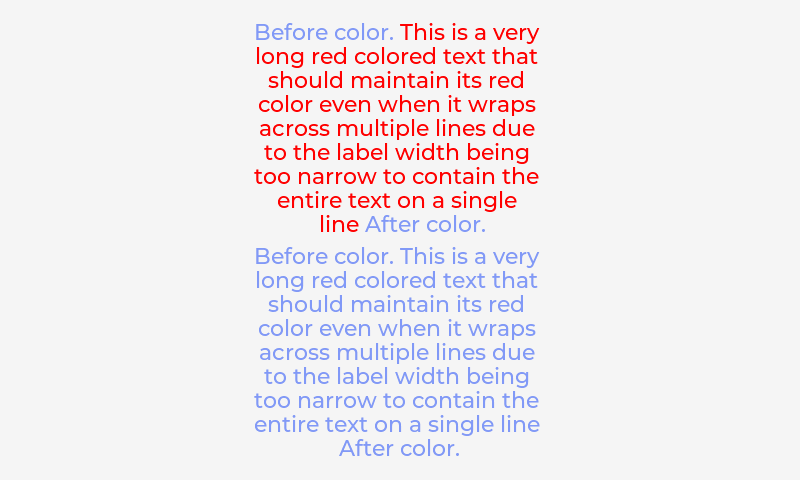 Before color. This is a very
long red colored text that
should maintain its red
color even when it wraps
across multiple lines due
to the label width being
too narrow to contain the
entire text on a single
line After color.
Before color. This is a very
long red colored text that
should maintain its red
color even when it wraps
across multiple lines due
to the label width being
too narrow to contain the
entire text on a single line
After color.